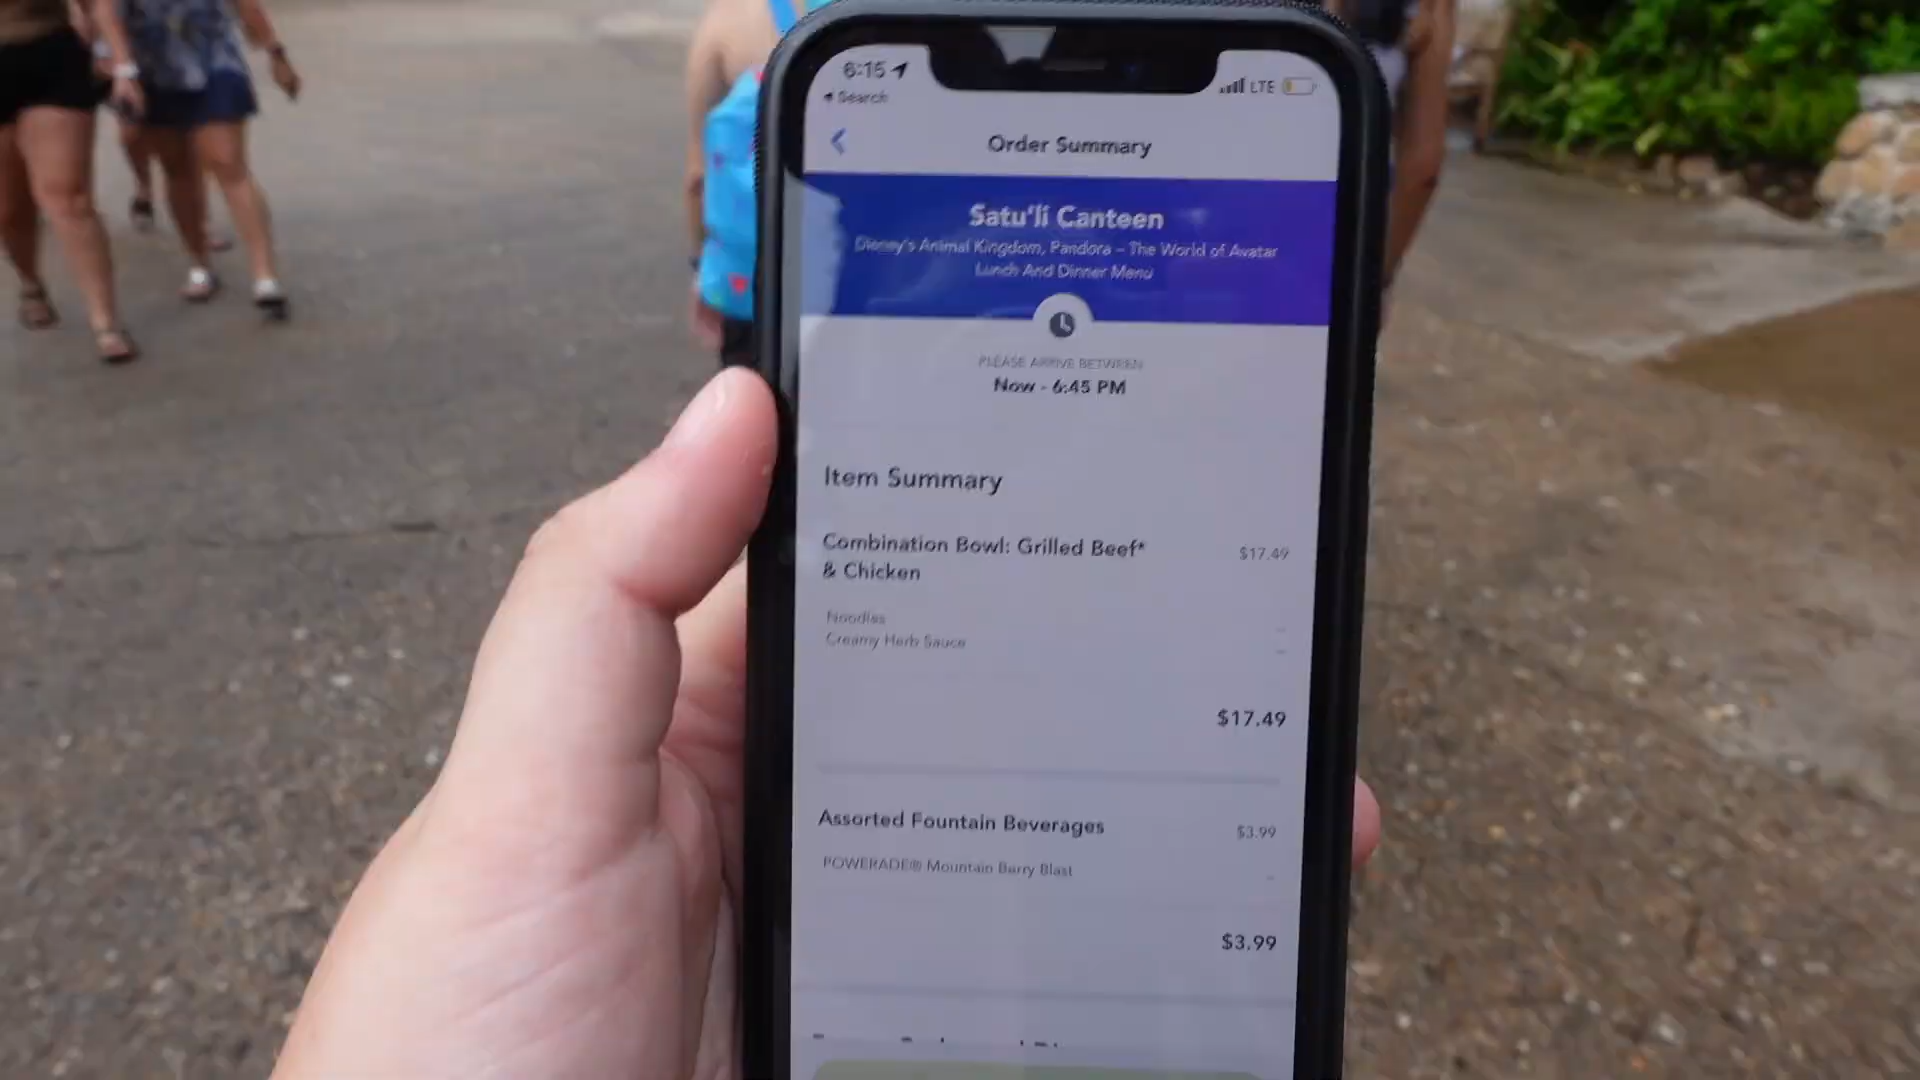 6:15
LTE
Search
Order Summary
Satu'li Canteen
Disney's Animal Kingdom, Pandora – The World of Avatar
Lunch And Dinner Menu
PLEASE ARRIVE BETWEEN
Now - 6:45 PM
Item Summary
Combination Bowl: Grilled Beef* $17.49
& Chicken
Noodles -
Creamy Herb Sauce -
$17.49
Assorted Fountain Beverages $3.99
POWERADE® Mountain Berry Blast -
$3.99